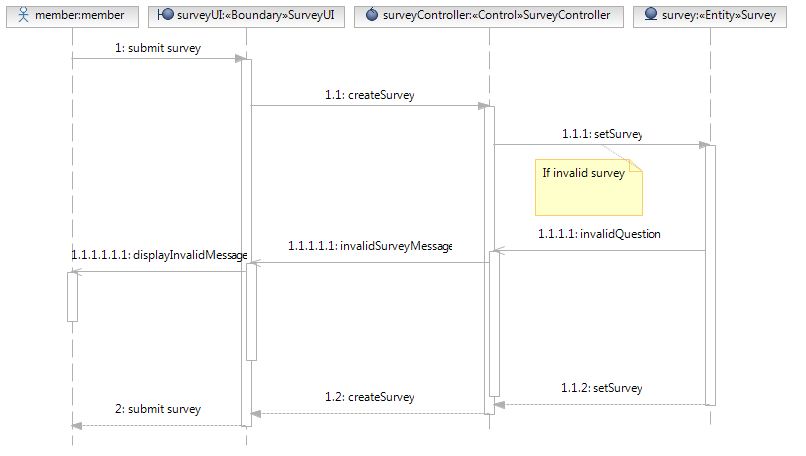 member:member
surveyUI:«Boundary»SurveyUI
surveyController:«Control»SurveyController
survey:«Entity»Survey
1: submit survey
1.1: createSurvey
1.1.1: setSurvey
If invalid survey
1.1.1.1: invalidQuestion
1.1.1.1.1: invalidSurveyMessage
1.1.1.1.1.1: displayInvalidMessage
1.1.2: setSurvey
1.2: createSurvey
2: submit survey